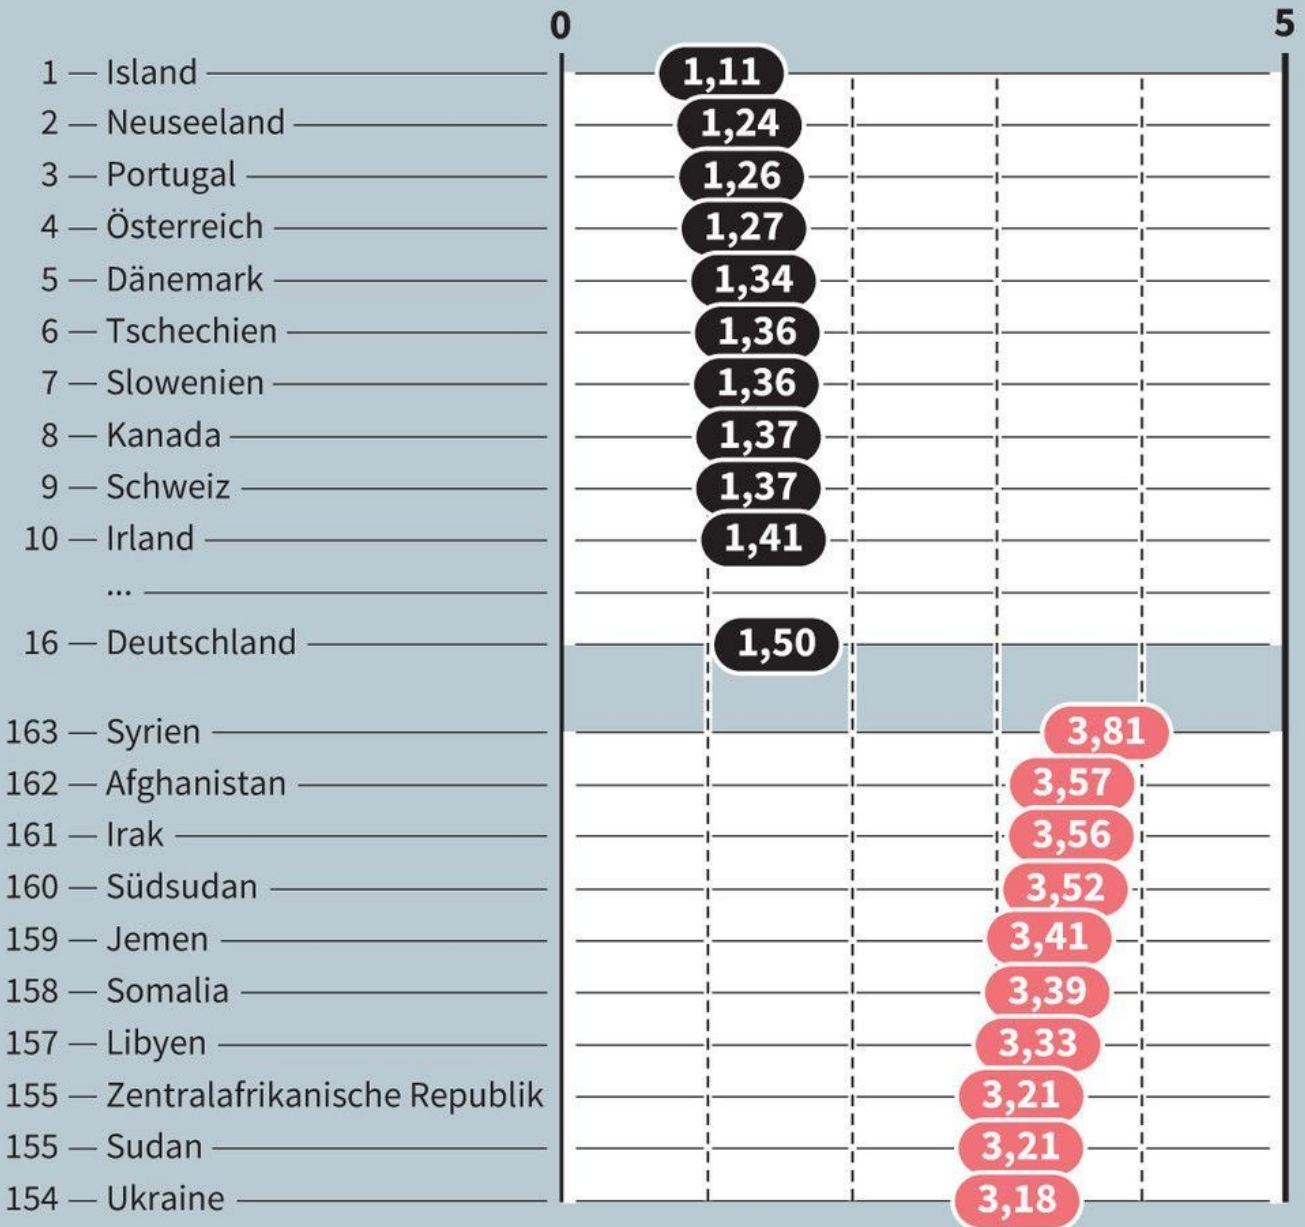 0 5
1 — Island 1,11
2 — Neuseeland 1,24
3 — Portugal 1,26
4 — Österreich 1,27
5 — Dänemark 1,34
6 — Tschechien 1,36
7 — Slowenien 1,36
8 — Kanada 1,37
9 — Schweiz 1,37
10 — Irland 1,41
...
16 — Deutschland 1,50
163 — Syrien 3,81
162 — Afghanistan 3,57
161 — Irak 3,56
160 — Südsudan 3,52
159 — Jemen 3,41
158 — Somalia 3,39
157 — Libyen 3,33
155 — Zentralafrikanische Republik 3,21
155 — Sudan 3,21
154 — Ukraine 3,18